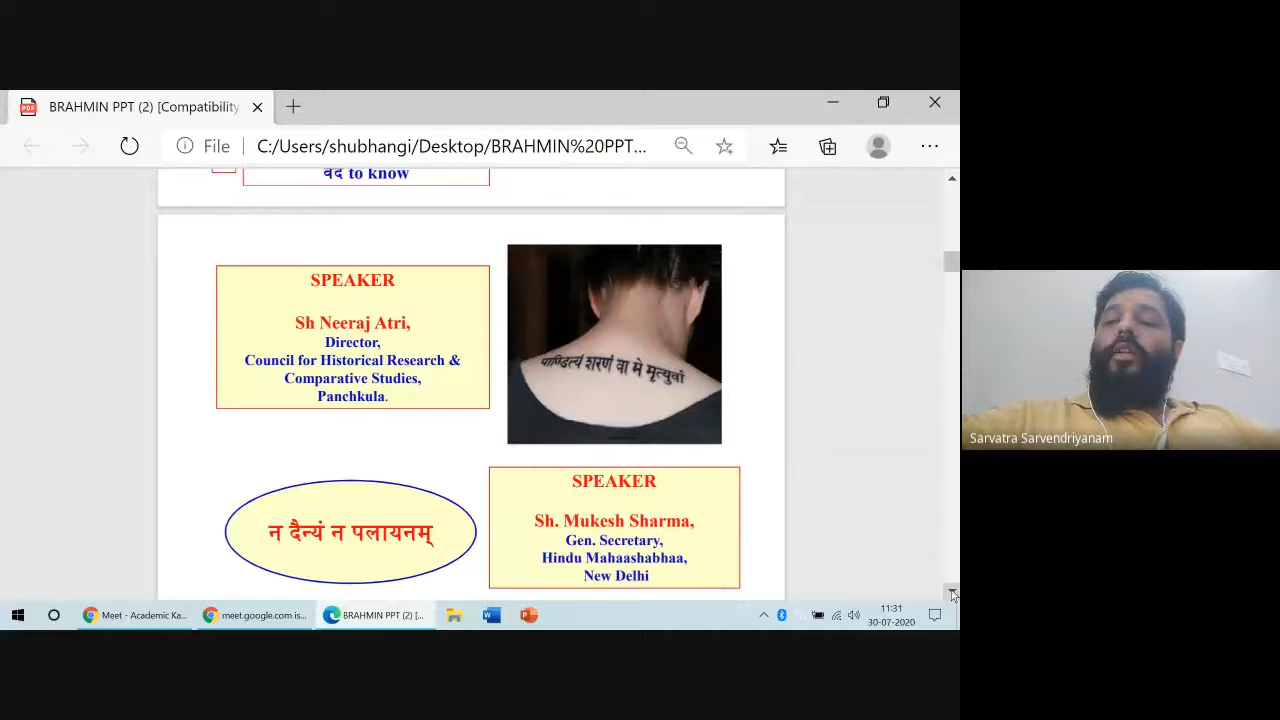 BRAHMIN PPT (2) [Compatibility
File
C:/Users/shubhangi/Desktop/BRAHMIN%20PPT...
वेद to know
SPEAKER
Sh Neeraj Atri,
Director,
Council for Historical Research &
Comparative Studies,
Panchkula.
पाण्डित्यं शरणं वा मे मृत्युर्वा
न दैन्यं न पलायनम्
SPEAKER
Sh. Mukesh Sharma,
Gen. Secretary,
Hindu Mahaashabhaa,
New Delhi
Sarvatra Sarvendriyanam
Meet - Academic Ka...
meet.google.com is...
BRAHMIN PPT (2) [...
11:31
30-07-2020